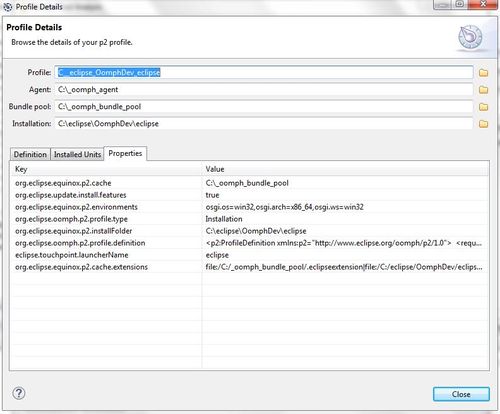 Profile Details
Profile Details
Browse the details of your p2 profile.
Profile: C__eclipse_OomphDev_eclipse
Agent: C:\_oomph_agent
Bundle pool: C:\_oomph_bundle_pool
Installation: C:\eclipse\OomphDev\eclipse
Definition Installed Units Properties
Key Value
org.eclipse.equinox.p2.cache C:\_oomph_bundle_pool
org.eclipse.update.install.features true
org.eclipse.equinox.p2.environments osgi.os=win32,osgi.arch=x86_64,osgi.ws=win32
org.eclipse.oomph.p2.profile.type Installation
org.eclipse.equinox.p2.installFolder C:\eclipse\OomphDev\eclipse
org.eclipse.oomph.p2.profile.definition <p2:ProfileDefinition xmlns:p2="http://www.eclipse.org/oomph/p2/1.0"> <requ...
eclipse.touchpoint.launcherName eclipse
org.eclipse.equinox.p2.cache.extensions file:/C:/_oomph_bundle_pool/.eclipseextension|file:/C:/eclipse/OomphDev/eclips...
? Close